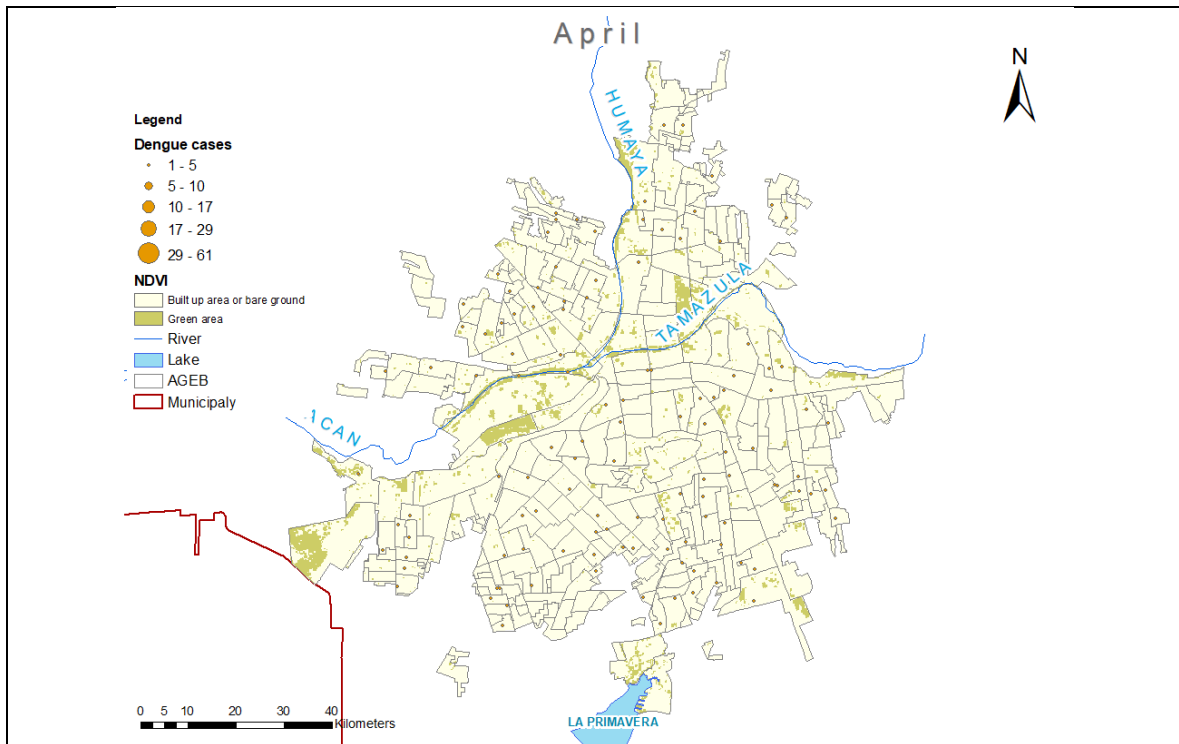 April
N
HUMAYA
Legend
Dengue cases
1 - 5
5 - 10
10 - 17
17 - 29
29 - 61
NDVI
Built up area or bare ground
Green area
River
Lake
AGEB
Municipaly
TAMAZULA
ACAN
0 5 10 20 30 40
Kilometers
LA PRIMAVERA